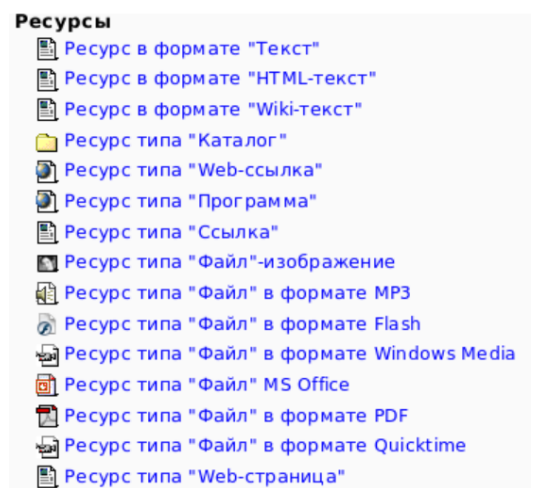 Ресурсы
Ресурс в формате "Текст"
Ресурс в формате "HTML-текст"
Ресурс в формате "Wiki-текст"
Ресурс типа "Каталог"
Ресурс типа "Web-ссылка"
Ресурс типа "Программа"
Ресурс типа "Ссылка"
Ресурс типа "Файл"-изображение
Ресурс типа "Файл" в формате MP3
Ресурс типа "Файл" в формате Flash
Ресурс типа "Файл" в формате Windows Media
Ресурс типа "Файл" MS Office
Ресурс типа "Файл" в формате PDF
Ресурс типа "Файл" в формате Quicktime
Ресурс типа "Web-страница"